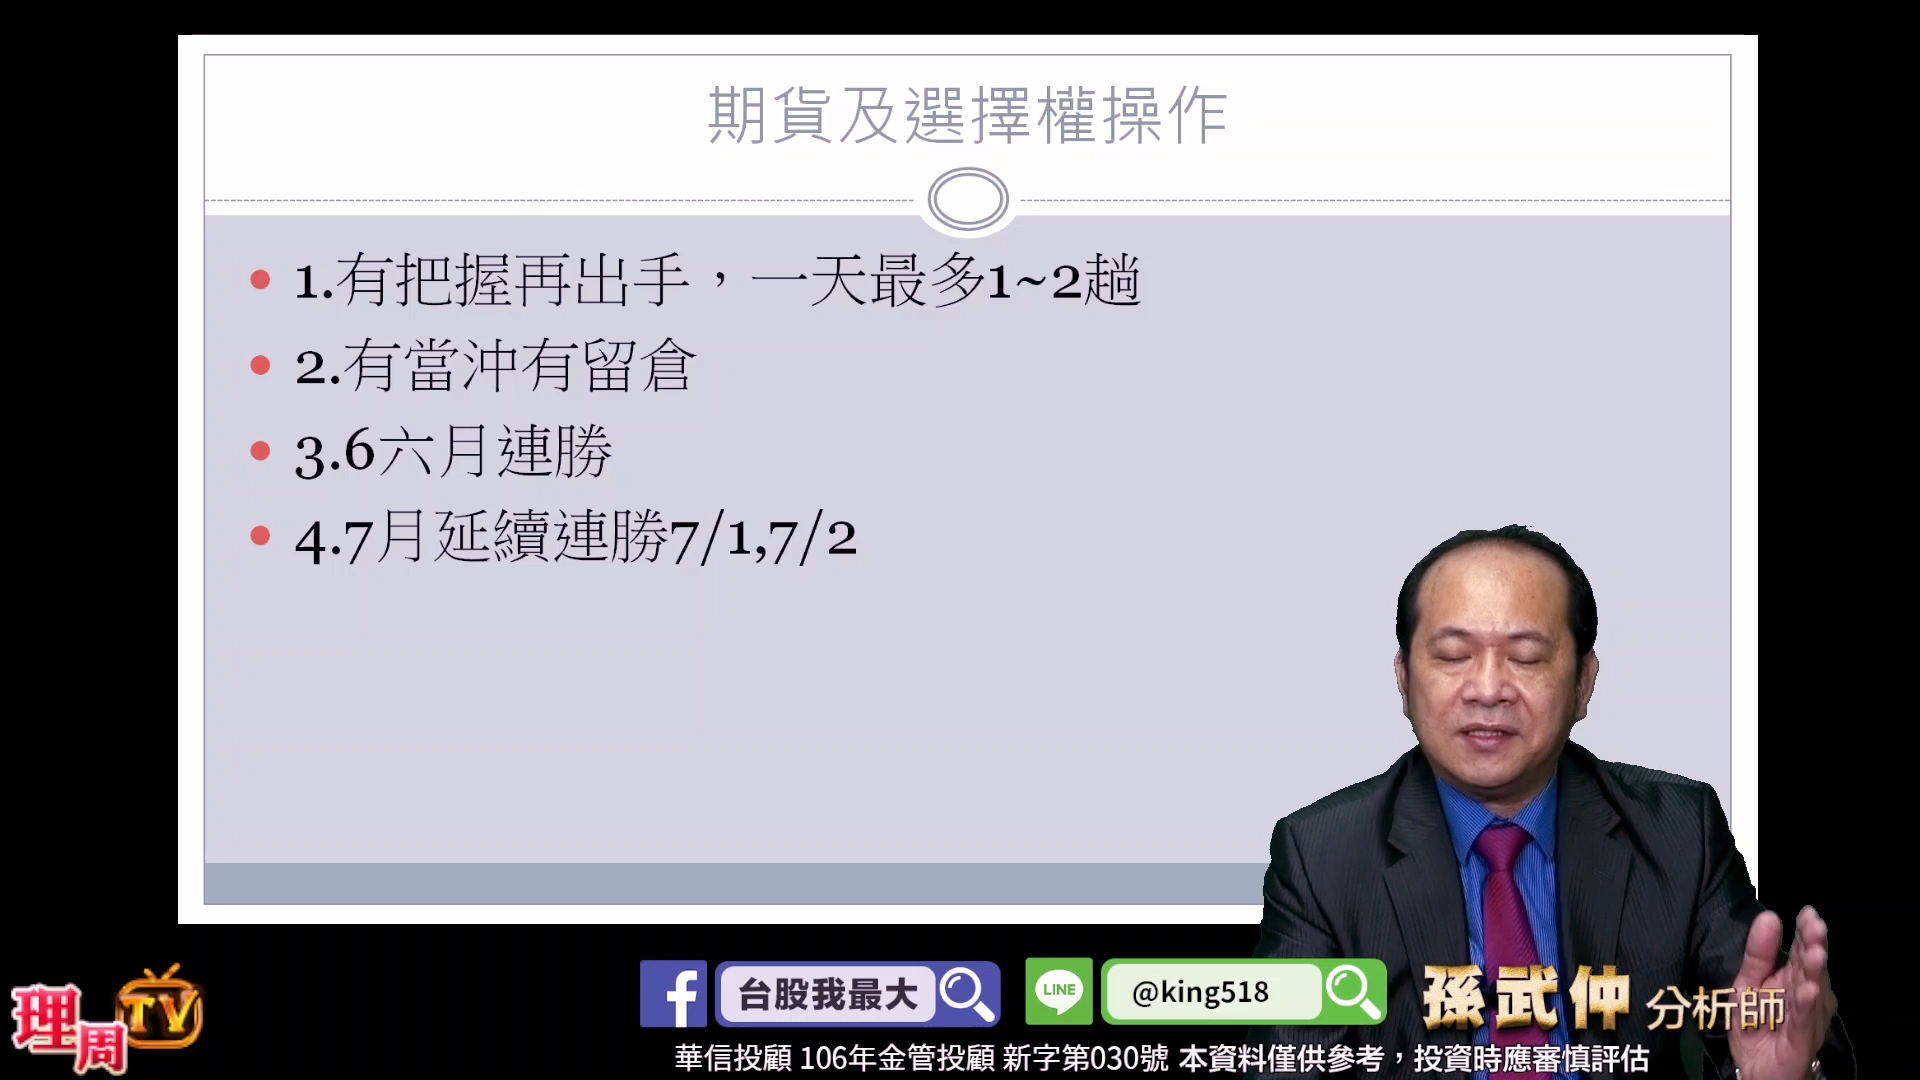 期貨及選擇權操作
1.有把握再出手，一天最多1~2趟
2.有當沖有留倉
3.6六月連勝
4.7月延續連勝7/1,7/2
理周TV
台股我最大
LINE
@king518
孫武仲 分析師
華信投顧 106年金管投顧 新字第030號 本資料僅供參考，投資時應審慎評估